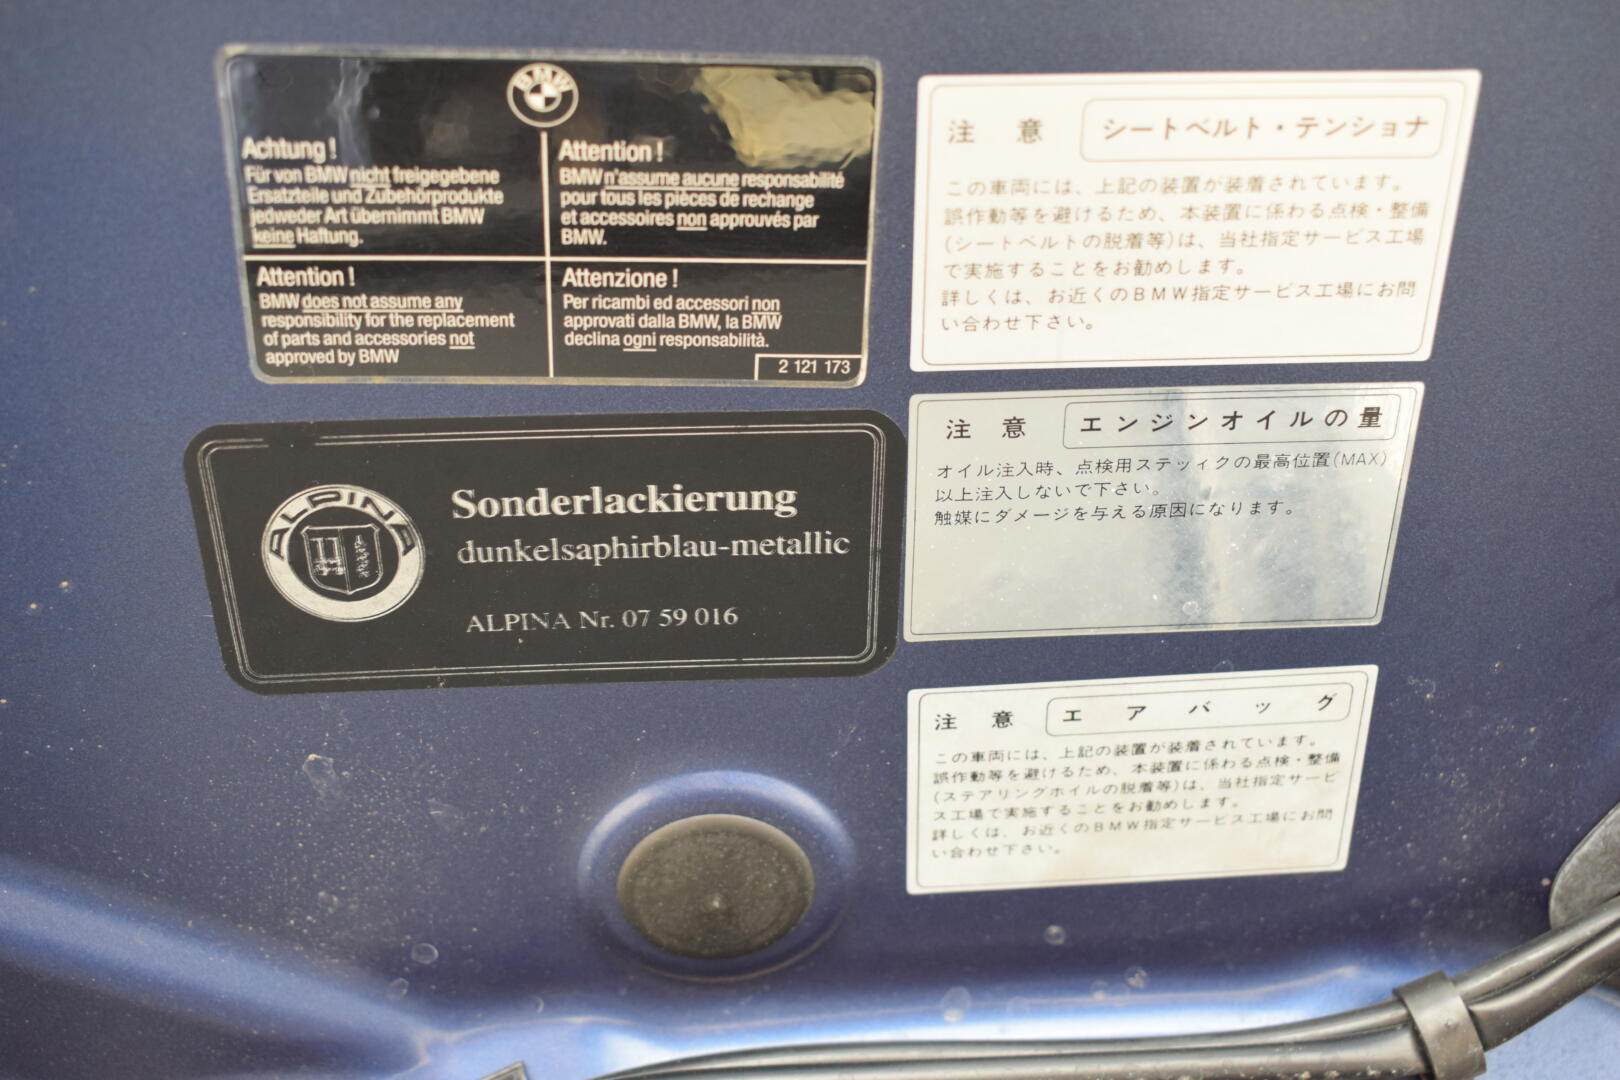 BMW
Achtung !
Für von BMW nicht freigegebene
Ersatzteile und Zubehörprodukte
jedweder Art übernimmt BMW
keine Haftung.
Attention !
BMW n'assume aucune responsabilité
pour tous les pièces de rechange
et accessoires non approuvés par
BMW.
Attention !
BMW does not assume any
responsibility for the replacement
of parts and accessories not
approved by BMW
Attenzione !
Per ricambi ed accessori non
approvati dalla BMW, la BMW
declina ogni responsabilità.
2 121 173
ALPINA
Sonderlackierung
dunkelsaphirblau-metallic
ALPINA Nr. 07 59 016
注 意 シートベルト・テンショナ
この車両には、上記の装置が装着されています。
誤作動等を避けるため、本装置に係わる点検・整備
(シートベルトの脱着等)は、当社指定サービス工場
で実施することをお勧めします。
詳しくは、お近くのBMW指定サービス工場にお問
い合わせ下さい。
注 意 エンジンオイルの量
オイル注入時、点検用スティックの最高位置(MAX)
以上注入しないで下さい。
触媒にダメージを与える原因になります。
注 意 エアバッグ
この車両には、上記の装置が装着されています。
誤作動等を避けるため、本装置に係わる点検・整備
(ステアリングホイルの脱着等)は、当社指定サービ
ス工場で実施することをお勧めします。
詳しくは、お近くのBMW指定サービス工場にお問
い合わせ下さい。